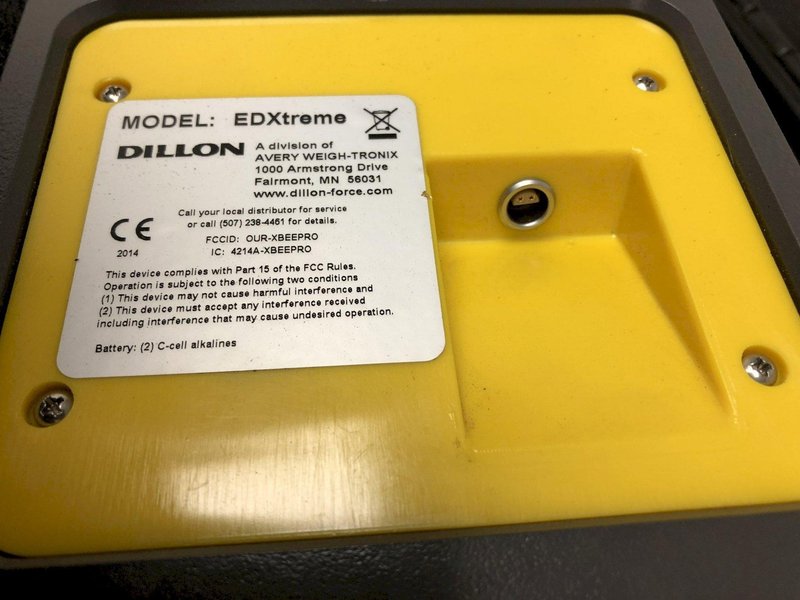 MODEL: EDXtreme
DILLON
A division of
AVERY WEIGH-TRONIX
1000 Armstrong Drive
Fairmont, MN 56031
www.dillon-force.com
Call your local distributor for service
or call (507) 238-4461 for details.
CE
2014
FCCID: OUR-XBEEPRO
IC: 4214A-XBEEPRO
This device complies with Part 15 of the FCC Rules.
Operation is subject to the following two conditions
(1) This device may not cause harmful interference and
(2) This device must accept any interference received
including interference that may cause undesired operation.
Battery: (2) C-cell alkalines